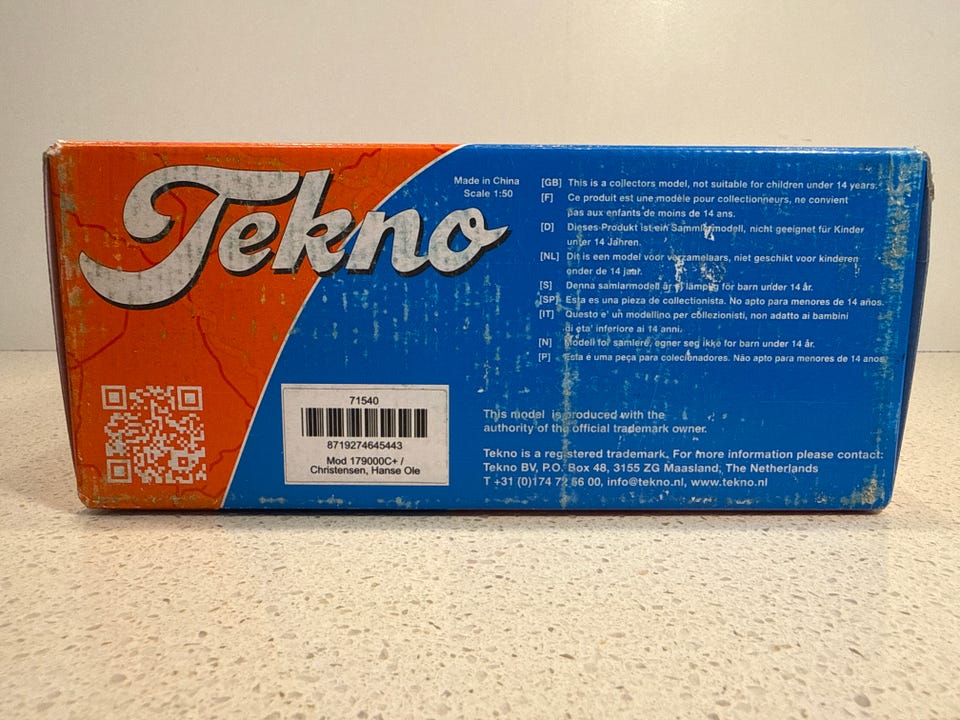 Tekno
Made in China
Scale 1:50
[GB] This is a collectors model, not suitable for children under 14 years.
[F] Ce produit est une modèle pour collectionneurs, ne convient
pas aux enfants de moins de 14 ans.
[D] Dieses Produkt ist ein Sammlermodell, nicht geeignet für Kinder
unter 14 Jahren.
[NL] Dit is een model voor verzamelaars, niet geschikt voor kinderen
onder de 14 jaar.
[S] Denna samlarmodell är ej lämplig för barn under 14 år.
[SP] Esta es una pieza de collectionista. No apto para menores de 14 años.
[IT] Questo e' un modellino per collezionisti, non adatto ai bambini
di eta' inferiore ai 14 anni.
[N] Modell for samlere, egner seg ikke for barn under 14 år.
[P] Esta é uma peça para colecionadores. Não apto para menores de 14 anos.
71540
8719274645443
Mod 179000C+ /
Christensen, Hanse Ole
This model is produced with the
authority of the official trademark owner.
Tekno is a registered trademark. For more information please contact:
Tekno BV, P.O. Box 48, 3155 ZG Maasland, The Netherlands
T +31 (0)174 72 56 00, info@tekno.nl, www.tekno.nl